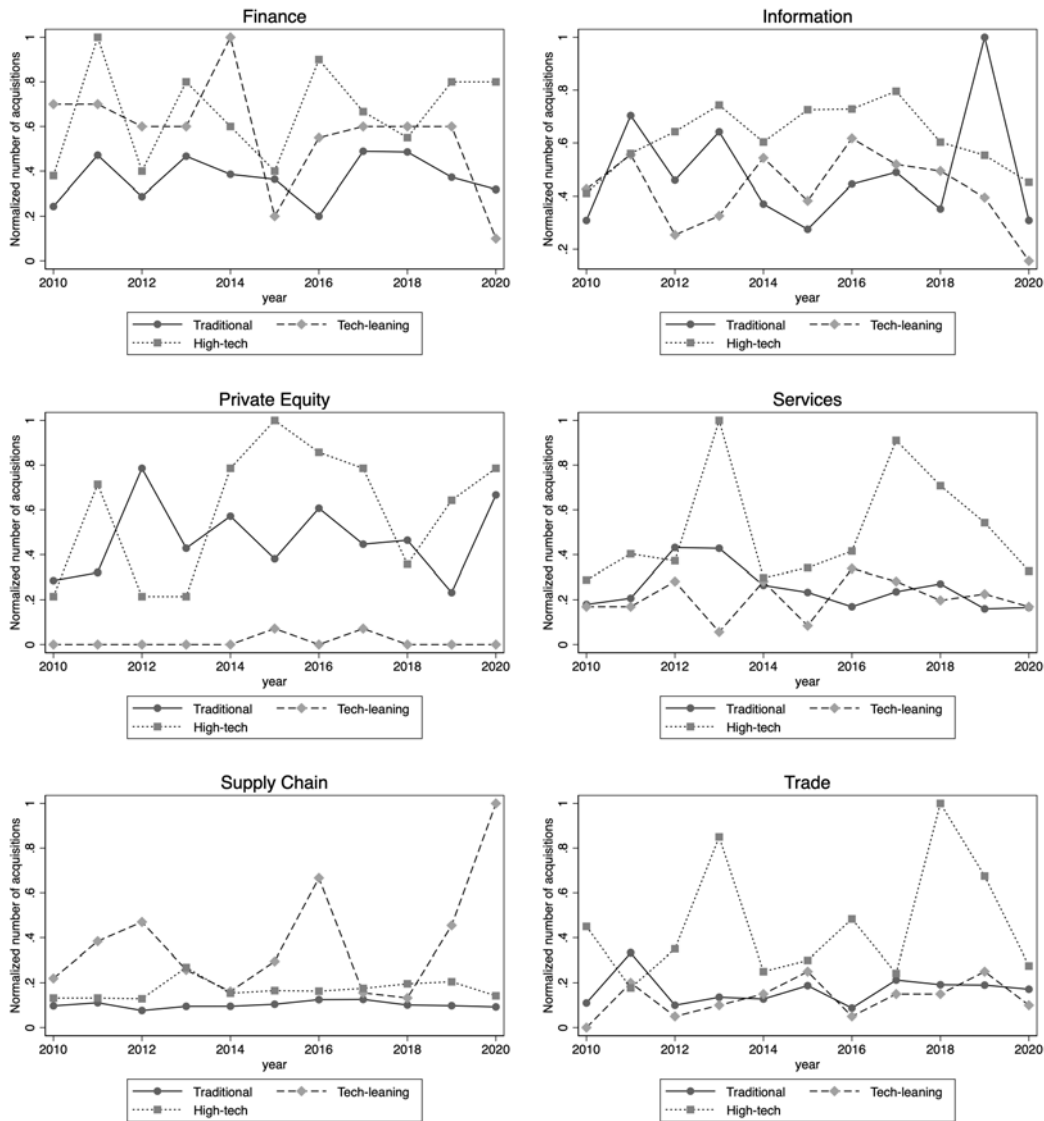 Finance
Normalized number of acquisitions
1
.8
.6
.4
.2
0
2010 2012 2014 2016 2018 2020
year
Traditional Tech-leaning
High-tech
Information
Normalized number of acquisitions
1
.8
.6
.4
.2
2010 2012 2014 2016 2018 2020
year
Traditional Tech-leaning
High-tech
Private Equity
Normalized number of acquisitions
1
.8
.6
.4
.2
0
2010 2012 2014 2016 2018 2020
year
Traditional Tech-leaning
High-tech
Services
Normalized number of acquisitions
1
.8
.6
.4
.2
0
2010 2012 2014 2016 2018 2020
year
Traditional Tech-leaning
High-tech
Supply Chain
Normalized number of acquisitions
1
.8
.6
.4
.2
0
2010 2012 2014 2016 2018 2020
year
Traditional Tech-leaning
High-tech
Trade
Normalized number of acquisitions
1
.8
.6
.4
.2
0
2010 2012 2014 2016 2018 2020
year
Traditional Tech-leaning
High-tech